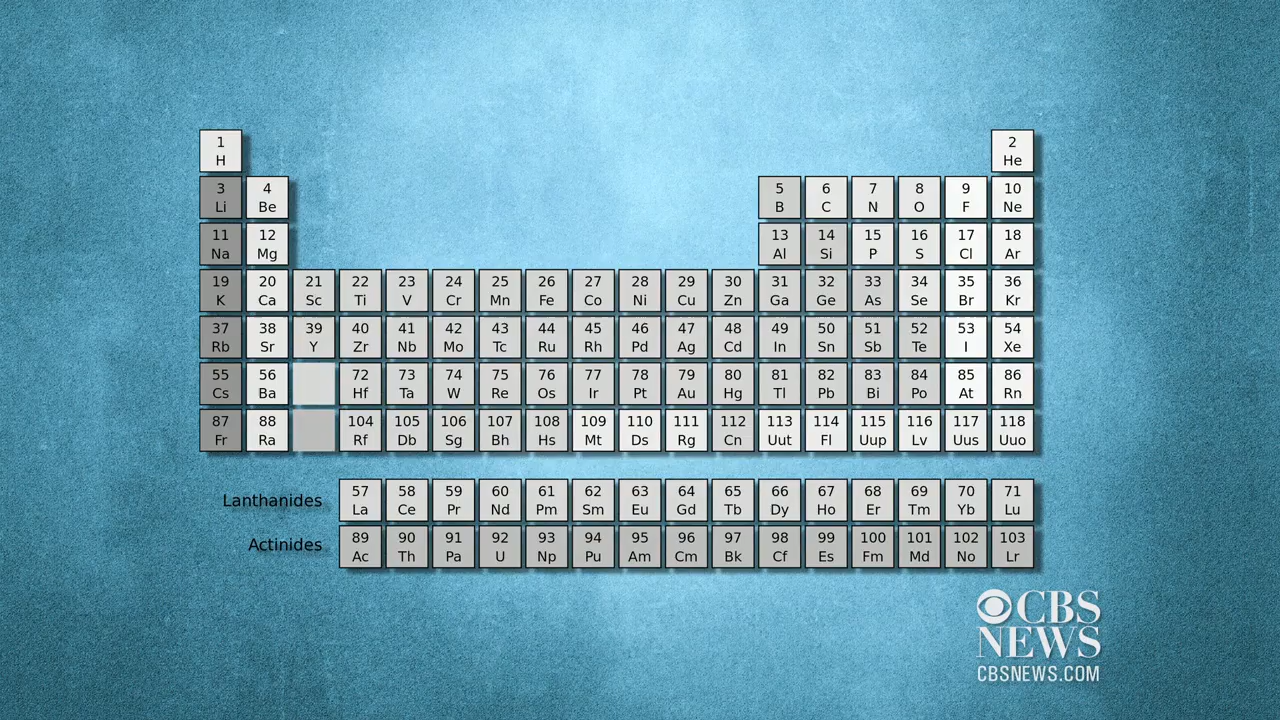 1 2
H He
3 4 5 6 7 8 9 10
Li Be B C N O F Ne
11 12 13 14 15 16 17 18
Na Mg Al Si P S Cl Ar
19 20 21 22 23 24 25 26 27 28 29 30 31 32 33 34 35 36
K Ca Sc Ti V Cr Mn Fe Co Ni Cu Zn Ga Ge As Se Br Kr
37 38 39 40 41 42 43 44 45 46 47 48 49 50 51 52 53 54
Rb Sr Y Zr Nb Mo Tc Ru Rh Pd Ag Cd In Sn Sb Te I Xe
55 56 72 73 74 75 76 77 78 79 80 81 82 83 84 85 86
Cs Ba Hf Ta W Re Os Ir Pt Au Hg Tl Pb Bi Po At Rn
87 88 104 105 106 107 108 109 110 111 112 113 114 115 116 117 118
Fr Ra Rf Db Sg Bh Hs Mt Ds Rg Cn Uut Fl Uup Lv Uus Uuo
57 58 59 60 61 62 63 64 65 66 67 68 69 70 71
Lanthanides La Ce Pr Nd Pm Sm Eu Gd Tb Dy Ho Er Tm Yb Lu
89 90 91 92 93 94 95 96 97 98 99 100 101 102 103
Actinides Ac Th Pa U Np Pu Am Cm Bk Cf Es Fm Md No Lr
CBS
NEWS
CBSNEWS.COM